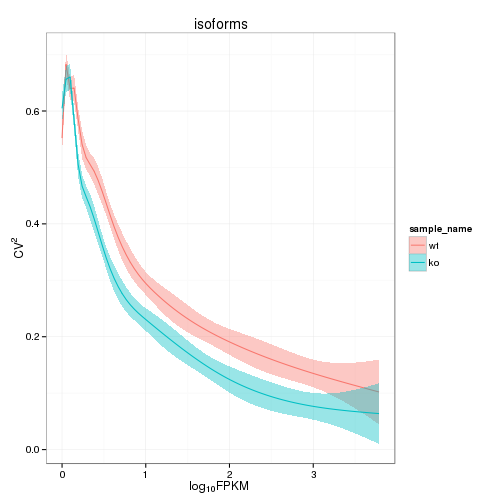 isoforms
CV²
0.6
0.4
0.2
0.0
0 1 2 3
log₁₀FPKM
sample_name
wt
ko